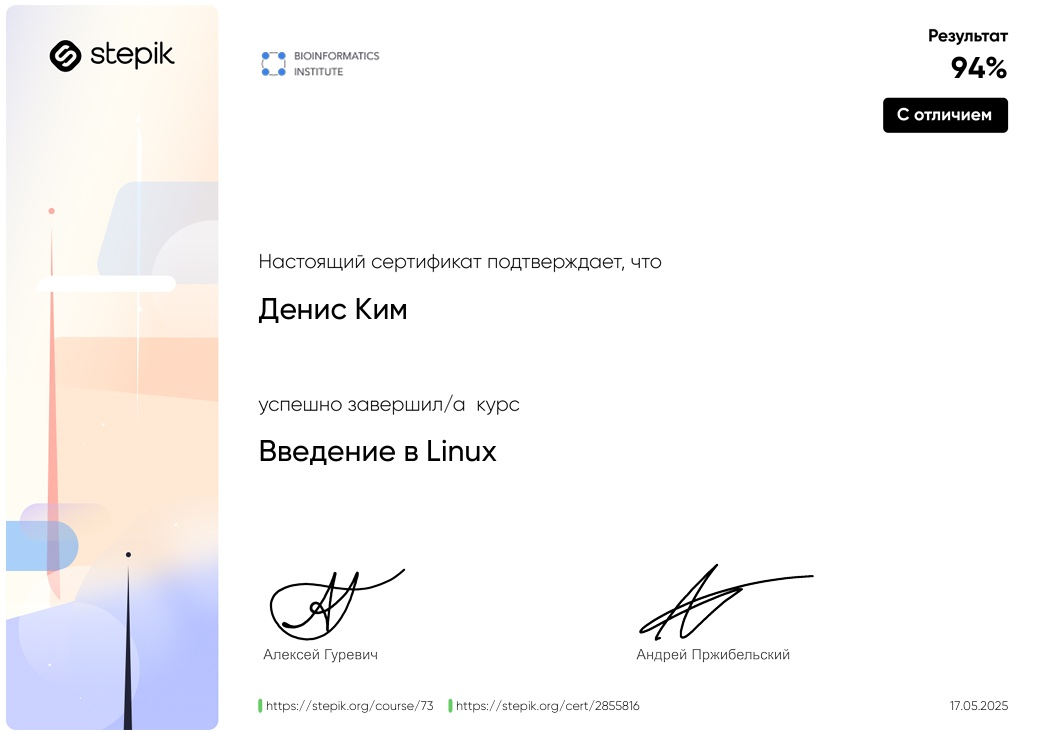 stepik
BIOINFORMATICS
INSTITUTE
Результат
94%
С отличием
Настоящий сертификат подтверждает, что
Денис Ким
успешно завершил/а курс
Введение в Linux
Алексей Гуревич
Андрей Пржибельский
https://stepik.org/course/73
https://stepik.org/cert/2855816
17.05.2025